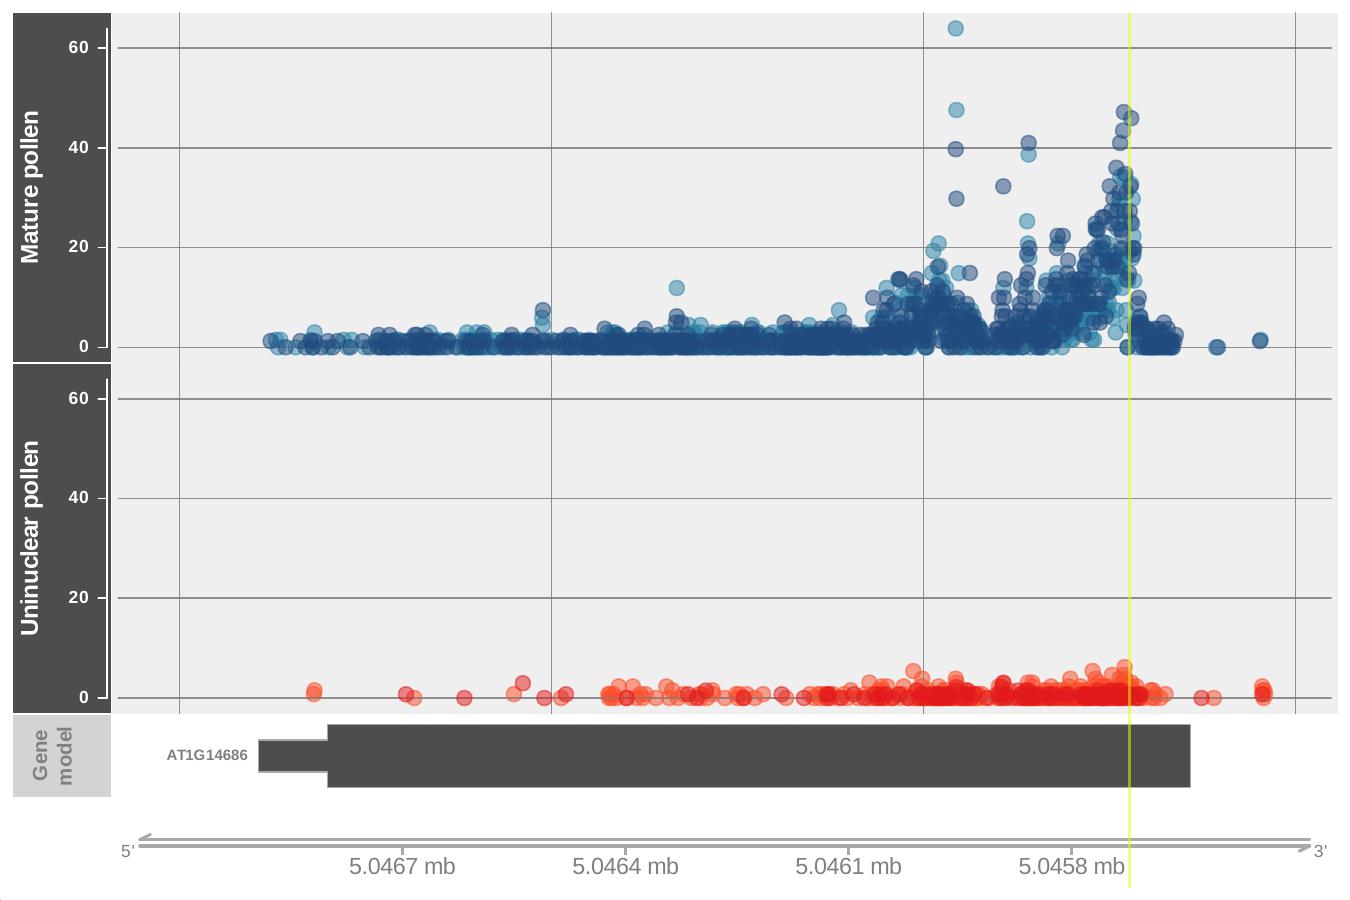 60
40
20
0
Mature pollen
60
40
20
0
Uninuclear pollen
Gene
model
AT1G14686
5'
3'
5.0467 mb
5.0464 mb
5.0461 mb
5.0458 mb